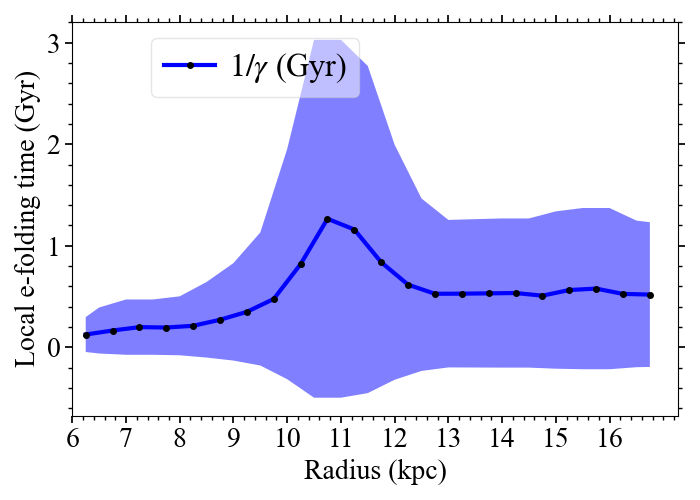 1/γ (Gyr)
Local e-folding time (Gyr)
3
2
1
0
6 7 8 9 10 11 12 13 14 15 16
Radius (kpc)